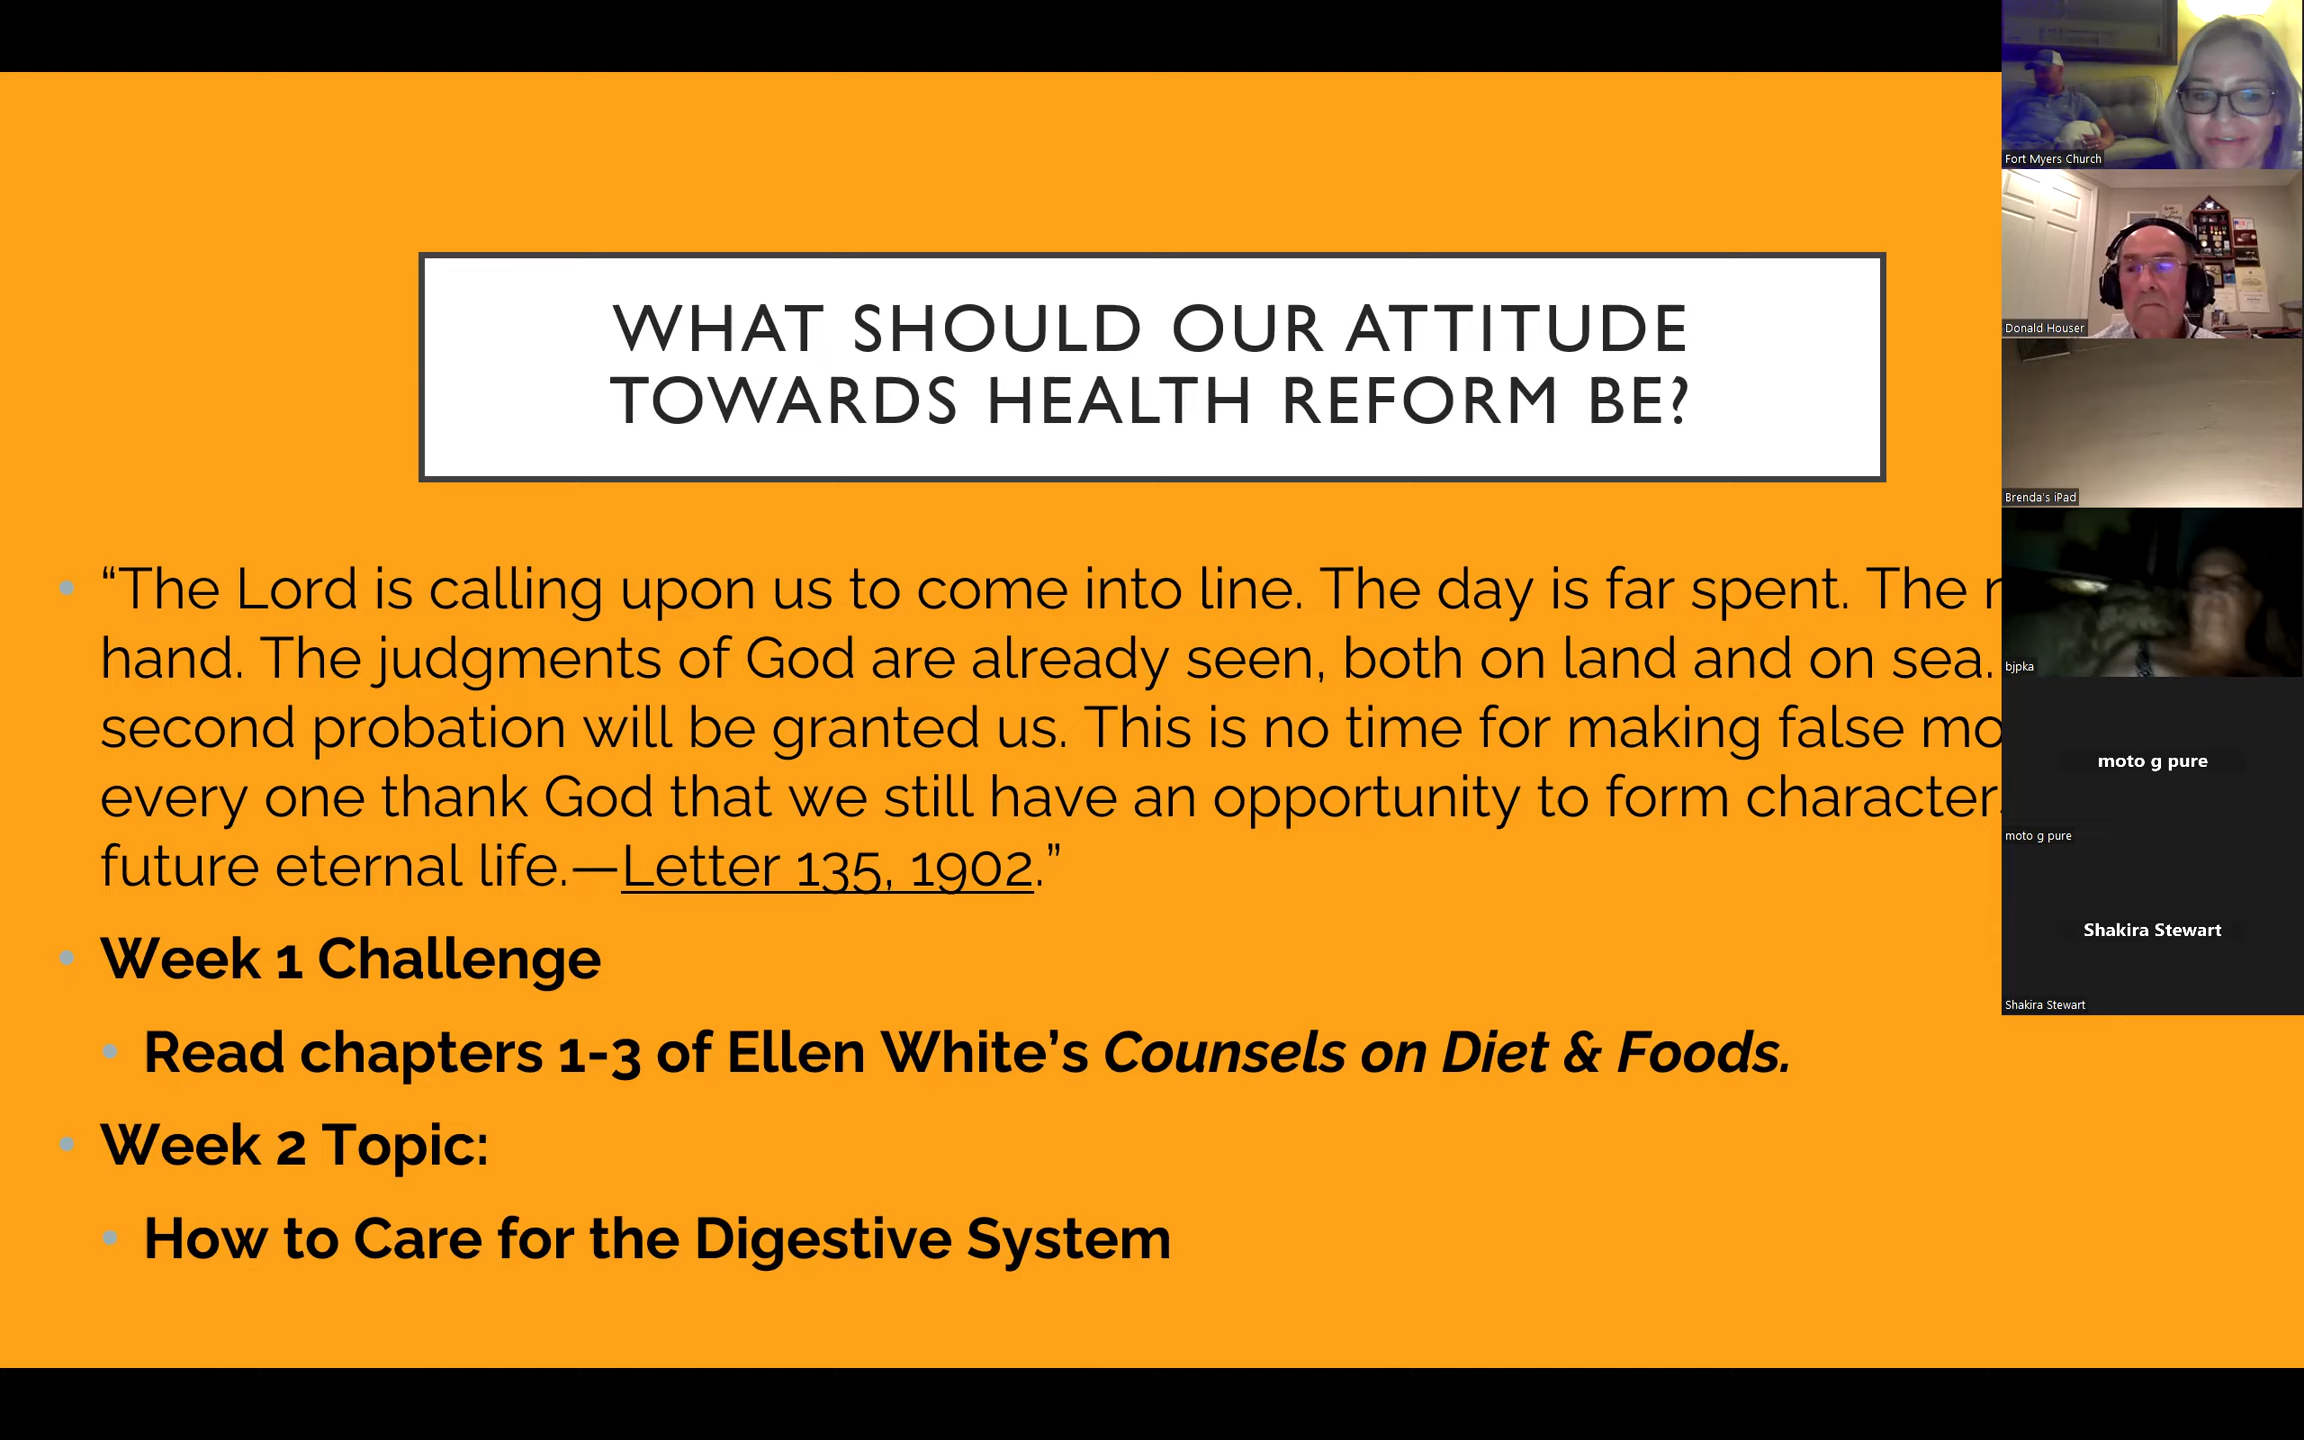 WHAT SHOULD OUR ATTITUDE
TOWARDS HEALTH REFORM BE?
• “The Lord is calling upon us to come into line. The day is far spent. The
hand. The judgments of God are already seen, both on land and on sea.
second probation will be granted us. This is no time for making false
every one thank God that we still have an opportunity to form character
future eternal life.—Letter 135, 1902.”
• Week 1 Challenge
• Read chapters 1-3 of Ellen White’s Counsels on Diet & Foods.
• Week 2 Topic:
• How to Care for the Digestive System
Fort Myers Church
Donald Houser
Brenda's iPad
bjpka
moto g pure
moto g pure
Shakira Stewart
Shakira Stewart